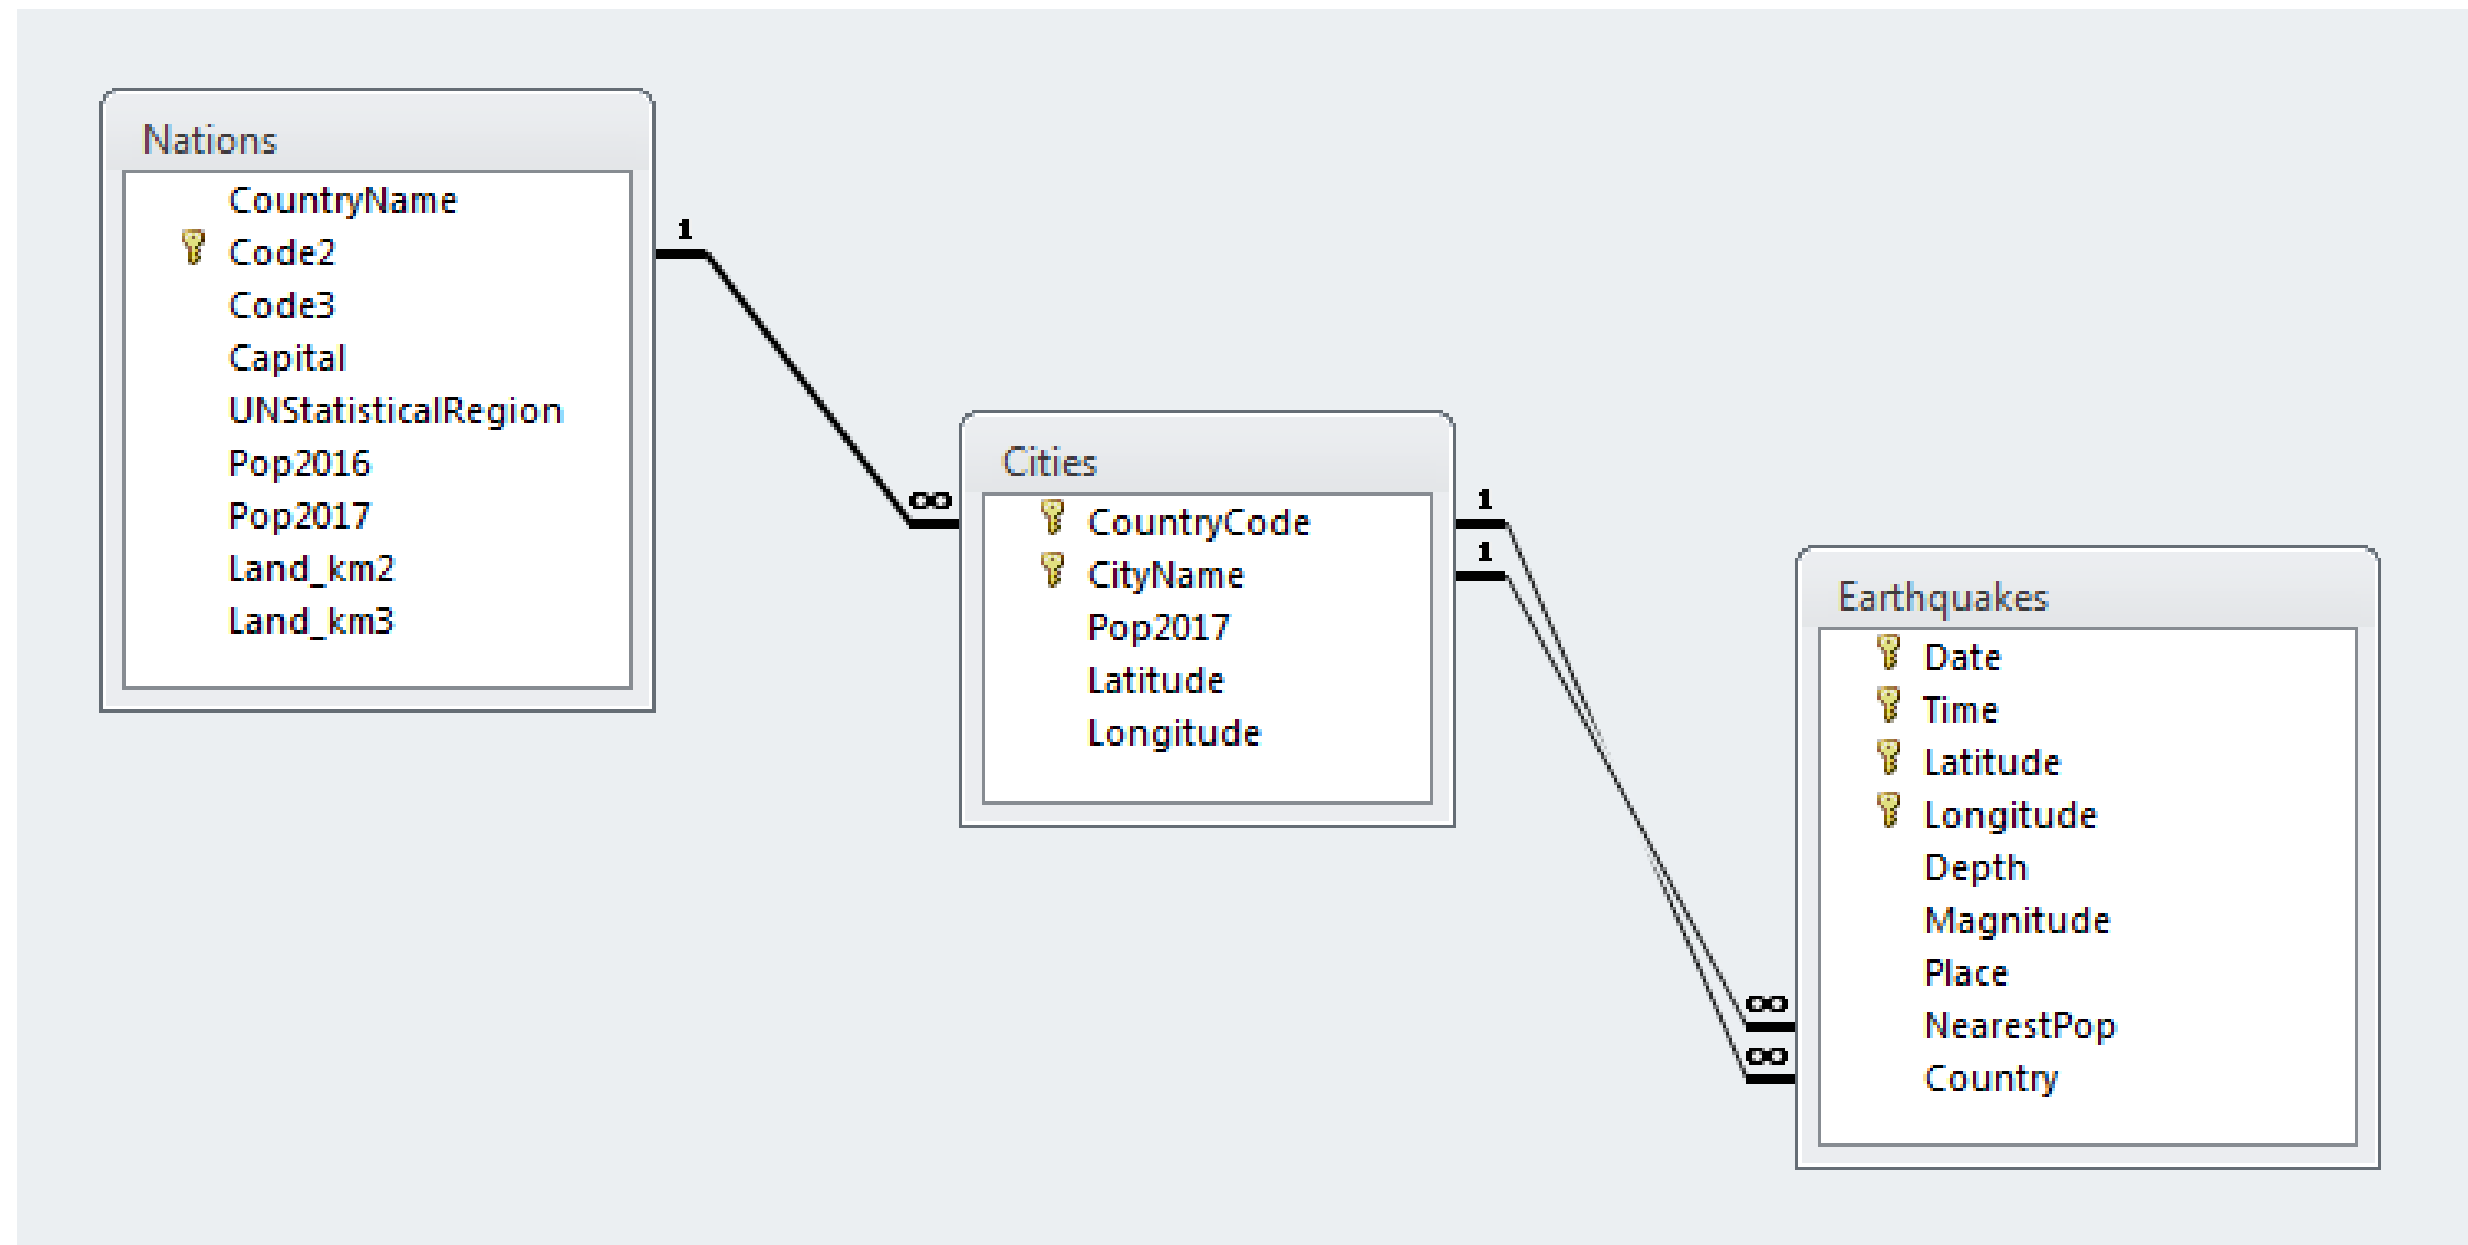 Nations
CountryName
Code2
Code3
Capital
UNStatisticalRegion
Pop2016
Pop2017
Land_km2
Land_km3
1
∞
Cities
CountryCode
CityName
Pop2017
Latitude
Longitude
1
1
∞
∞
Earthquakes
Date
Time
Latitude
Longitude
Depth
Magnitude
Place
NearestPop
Country